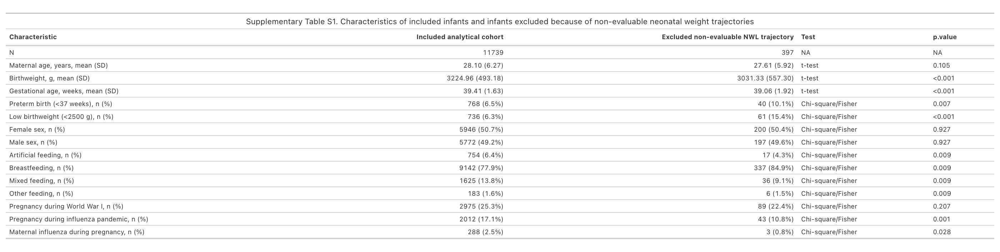 Supplementary Table S1. Characteristics of included infants and infants excluded because of non-evaluable neonatal weight trajectories
Characteristic Included analytical cohort Excluded non-evaluable NWL trajectory Test p.value
N 11739 397 NA NA
Maternal age, years, mean (SD) 28.10 (6.27) 27.61 (5.92) t-test 0.105
Birthweight, g, mean (SD) 3224.96 (493.18) 3031.33 (557.30) t-test <0.001
Gestational age, weeks, mean (SD) 39.41 (1.63) 39.06 (1.92) t-test <0.001
Preterm birth (<37 weeks), n (%) 768 (6.5%) 40 (10.1%) Chi-square/Fisher 0.007
Low birthweight (<2500 g), n (%) 736 (6.3%) 61 (15.4%) Chi-square/Fisher <0.001
Female sex, n (%) 5946 (50.7%) 200 (50.4%) Chi-square/Fisher 0.927
Male sex, n (%) 5772 (49.2%) 197 (49.6%) Chi-square/Fisher 0.927
Artificial feeding, n (%) 754 (6.4%) 17 (4.3%) Chi-square/Fisher 0.009
Breastfeeding, n (%) 9142 (77.9%) 337 (84.9%) Chi-square/Fisher 0.009
Mixed feeding, n (%) 1625 (13.8%) 36 (9.1%) Chi-square/Fisher 0.009
Other feeding, n (%) 183 (1.6%) 6 (1.5%) Chi-square/Fisher 0.009
Pregnancy during World War I, n (%) 2975 (25.3%) 89 (22.4%) Chi-square/Fisher 0.207
Pregnancy during influenza pandemic, n (%) 2012 (17.1%) 43 (10.8%) Chi-square/Fisher 0.001
Maternal influenza during pregnancy, n (%) 288 (2.5%) 3 (0.8%) Chi-square/Fisher 0.028